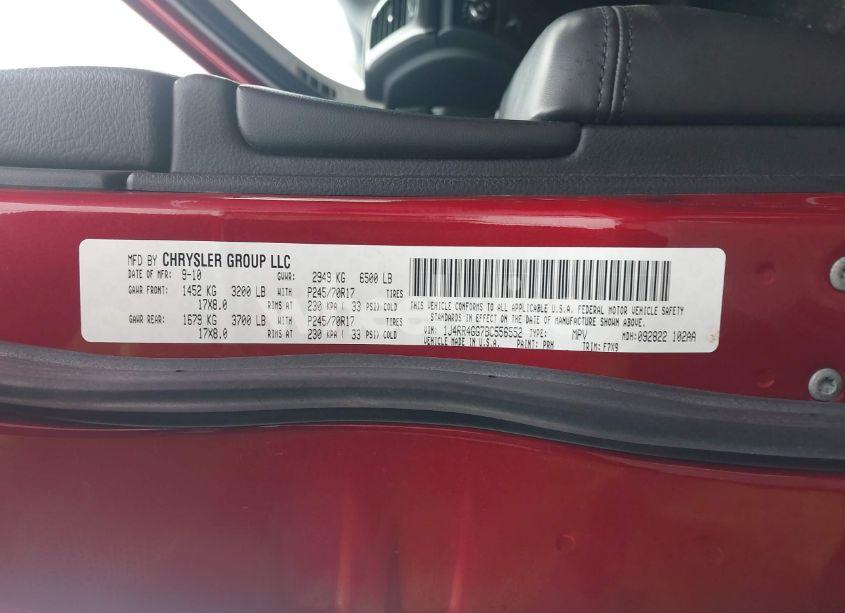 MFD BY CHRYSLER GROUP LLC
DATE OF MFR: 9-10 GVWR: 2949 KG 6500 LB
GAWR FRONT: 1452 KG 3200 LB WITH P245/70R17 TIRES
17X8.0 RIMS AT 230 KPA ( 33 PSI) COLD
GAWR REAR: 1679 KG 3700 LB WITH P245/70R17 TIRES
17X8.0 RIMS AT 230 KPA ( 33 PSI) COLD
THIS VEHICLE CONFORMS TO ALL APPLICABLE U.S.A. FEDERAL MOTOR VEHICLE SAFETY
STANDARDS IN EFFECT ON THE DATE OF MANUFACTURE SHOWN ABOVE.
VIN: 1J4RR4GG7BC556552 TYPE: MPV MDH:092822 102AA
VEHICLE MADE IN U.S.A. PAINT: PRH TRIM: F7X9